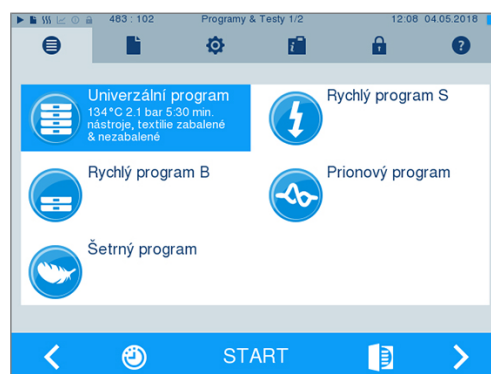 483 : 102 Programy & Testy 1/2 12:08 04.05.2018
Univerzální program
134°C 2.1 bar 5:30 min.
nástroje, textilie zabalené
& nezabalené
Rychlý program S
Rychlý program B
Prionový program
Šetrný program
START